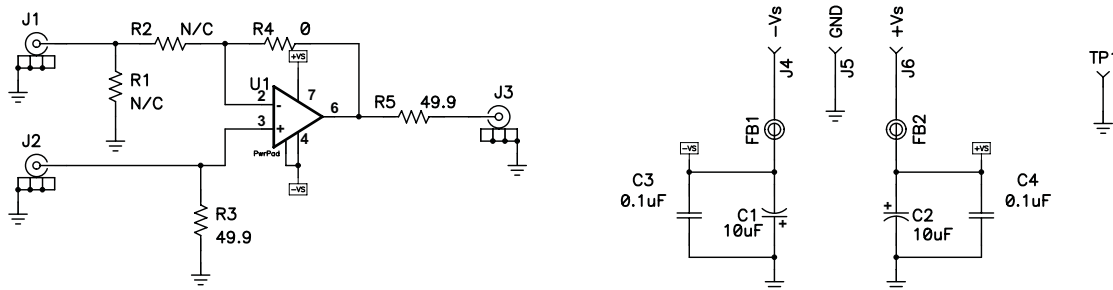 J1
R2
N/C
R4
0
+VS
R1
N/C
U1
2
-
7
6
3
+
4
PwrPad
-VS
R5
49.9
J3
J2
R3
49.9
-Vs
GND
+Vs
J4
J5
J6
TP1
FB1
FB2
-VS
+VS
C3
0.1uF
C1
10uF
+
+
C2
10uF
C4
0.1uF